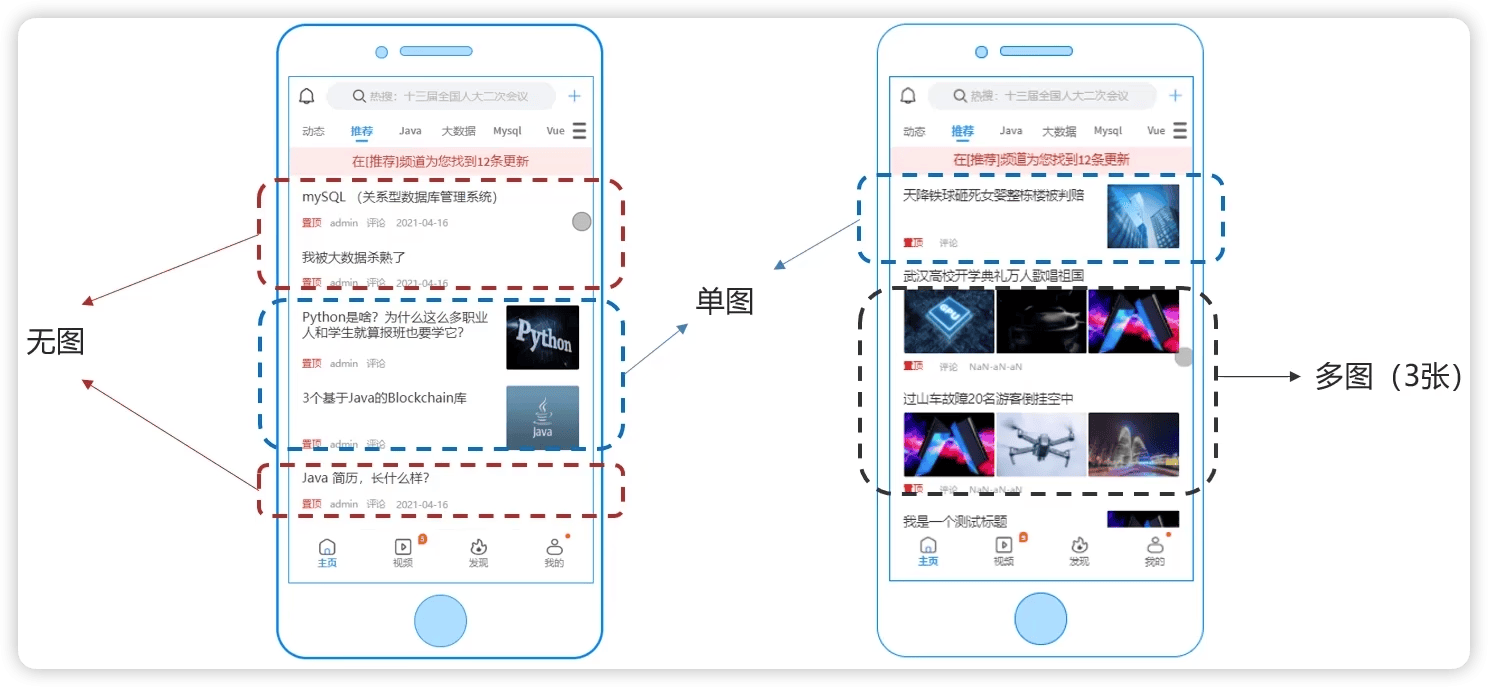 无图
热搜：十三届全国人大二次会议
动态 推荐 Java 大数据 Mysql Vue
在[推荐]频道为您找到12条更新
mySQL （关系型数据库管理系统）
置顶 admin 评论 2021-04-16
我被大数据杀熟了
置顶 admin 评论 2021-04-16
Python是啥？为什么这么多职业
人和学生就算报班也要学它？
Python
置顶 admin 评论
3个基于Java的Blockchain库
Java
置顶 admin 评论
Java 简历，长什么样？
置顶 admin 评论 2021-04-16
5
主页 视频 发现 我的
单图
热搜：十三届全国人大二次会议
动态 推荐 Java 大数据 Mysql Vue
在[推荐]频道为您找到12条更新
天降铁球砸死女婴整栋楼被判赔
置顶 评论
武汉高校开学典礼万人歌唱祖国
GPU
置顶 评论 NaN-aN-aN
过山车故障20名游客倒挂空中
置顶 评论 NaN-aN-aN
我是一个测试标题
5
主页 视频 发现 我的
多图（3张）